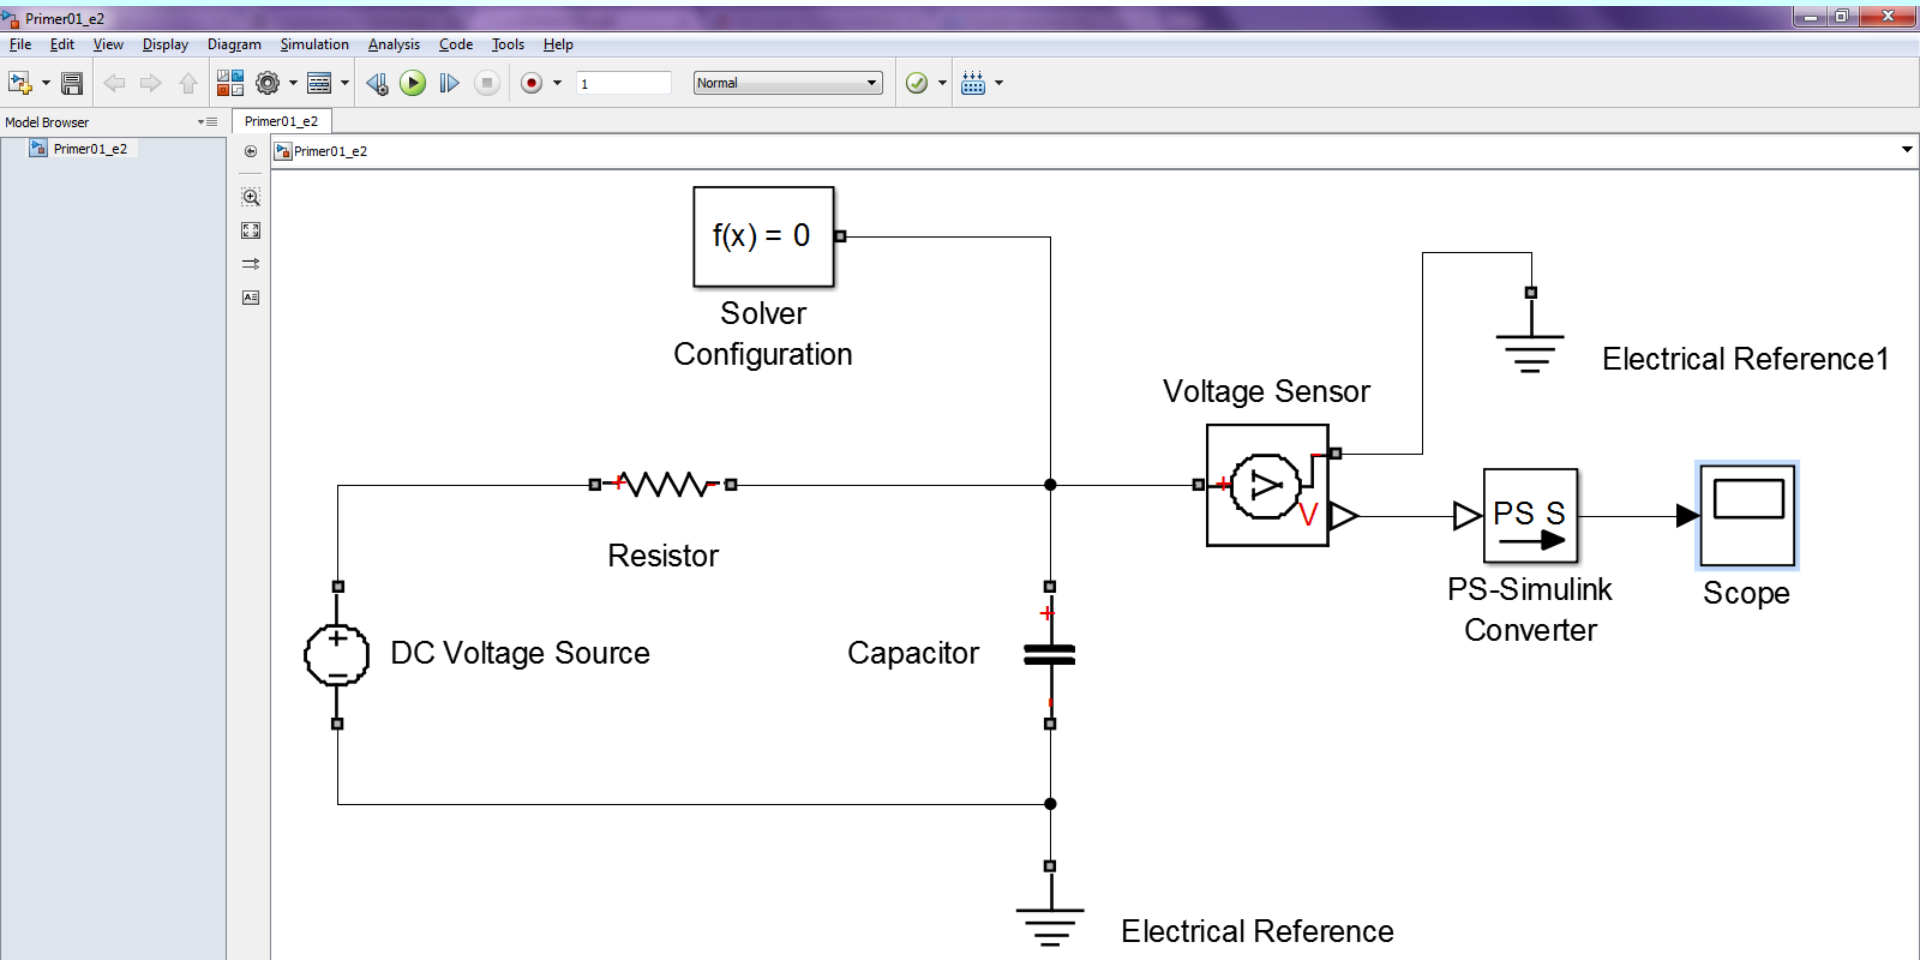 Primer01_e2
File Edit View Display Diagram Simulation Analysis Code Tools Help
1 Normal
Model Browser
Primer01_e2
Primer01_e2
Primer01_e2
f(x) = 0
Solver
Configuration
Electrical Reference1
Voltage Sensor
V
PS S
Resistor
PS-Simulink
Converter
Scope
DC Voltage Source
Capacitor
Electrical Reference